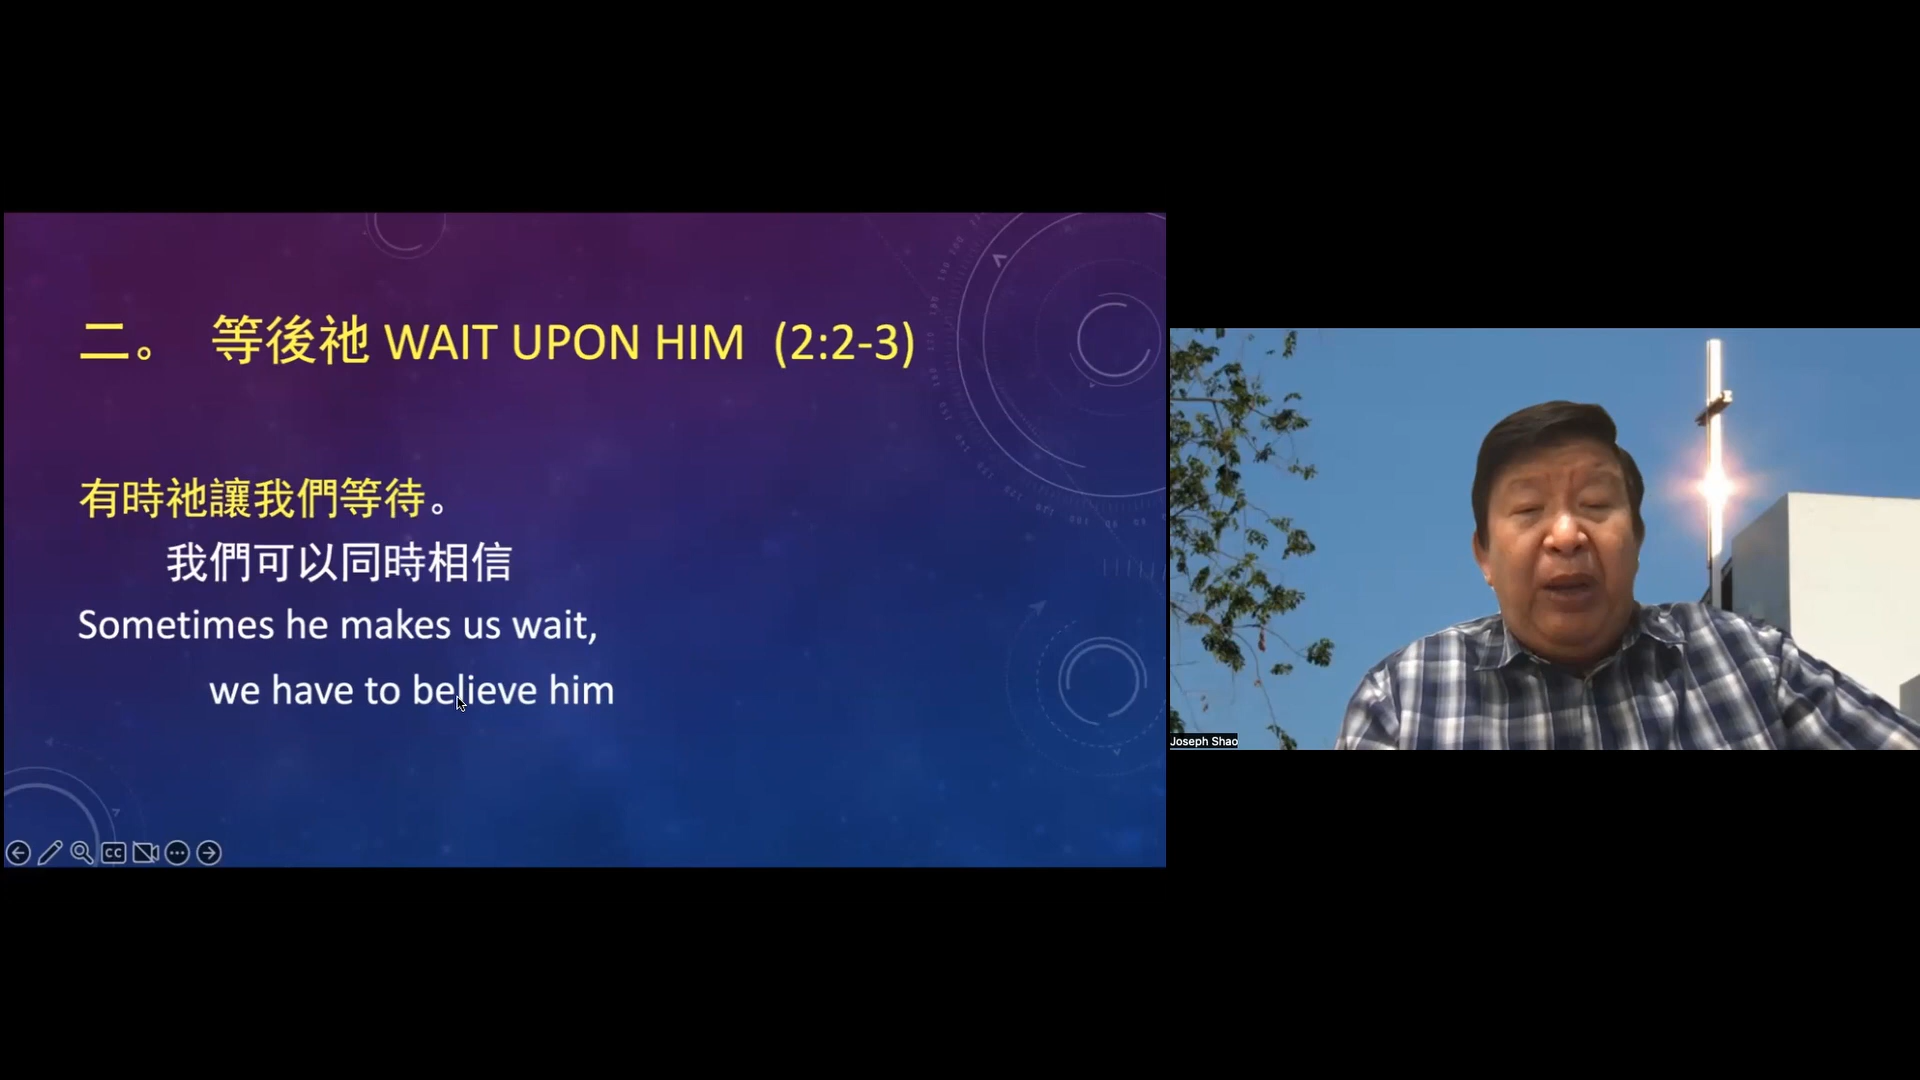 二。 等後祂 WAIT UPON HIM (2:2-3)
有時祂讓我們等待。
我們可以同時相信
Sometimes he makes us wait,
we have to believe him
CC
Joseph Shao